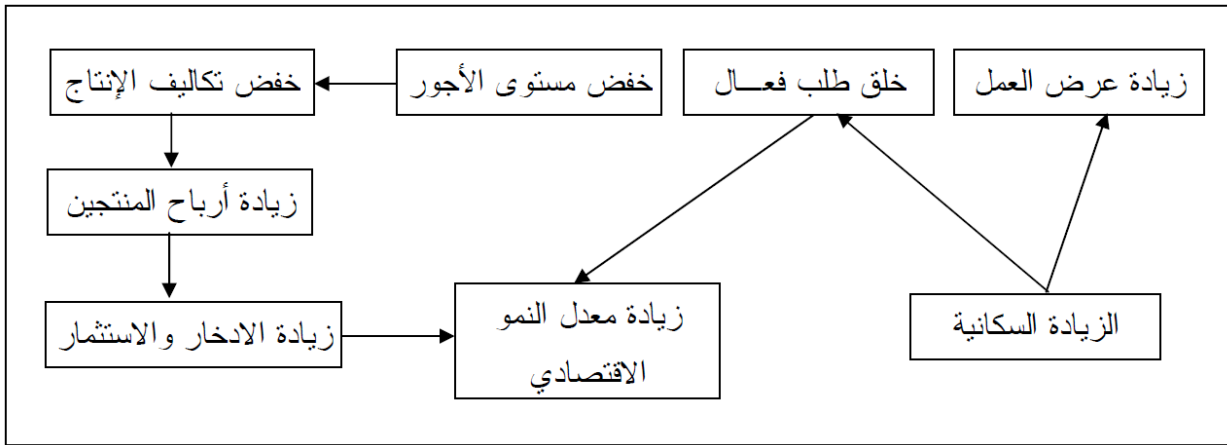 زيادة عرض العمل
خلق طلب فعـــال
خفض مستوى الأجور
خفض تكاليف الإنتاج
زيادة أرباح المنتجين
الزيادة السكانية
زيادة معدل النمو
الاقتصادي
زيادة الادخار والاستثمار